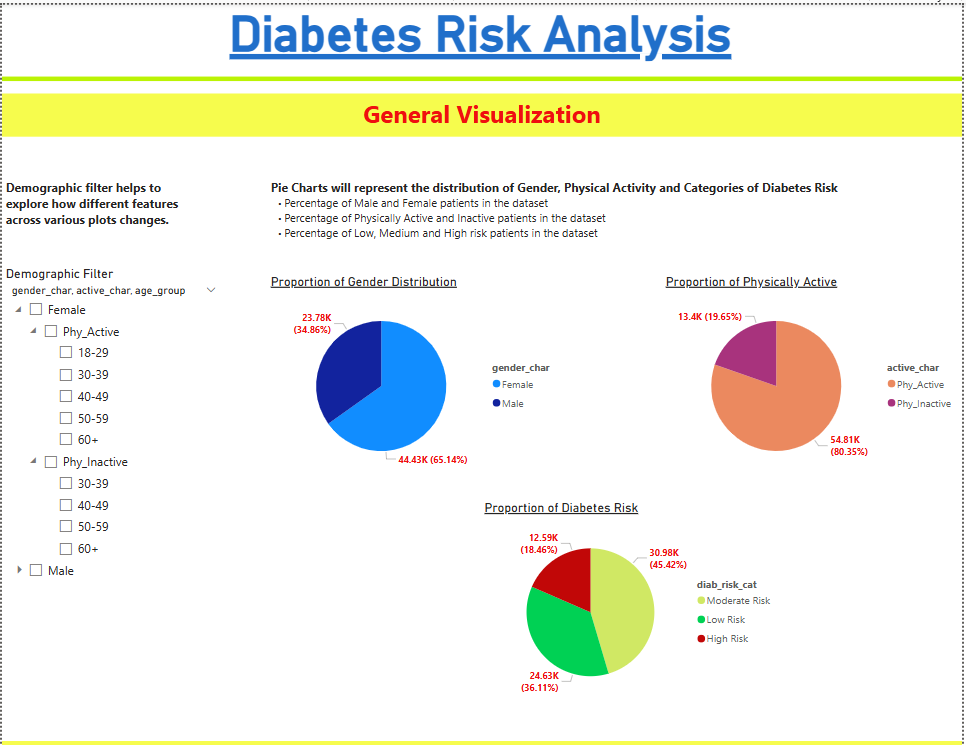 Diabetes Risk Analysis
General Visualization
Demographic filter helps to
explore how different features
across various plots changes.
Pie Charts will represent the distribution of Gender, Physical Activity and Categories of Diabetes Risk
• Percentage of Male and Female patients in the dataset
• Percentage of Physically Active and Inactive patients in the dataset
• Percentage of Low, Medium and High risk patients in the dataset
Demographic Filter
gender_char, active_char, age_group
Female
Phy_Active
18-29
30-39
40-49
50-59
60+
Phy_Inactive
30-39
40-49
50-59
60+
Male
Proportion of Gender Distribution
23.78K
(34.86%)
44.43K (65.14%)
gender_char
Female
Male
Proportion of Physically Active
13.4K (19.65%)
54.81K
(80.35%)
active_char
Phy_Active
Phy_Inactive
Proportion of Diabetes Risk
12.59K
(18.46%)
30.98K
(45.42%)
24.63K
(36.11%)
diab_risk_cat
Moderate Risk
Low Risk
High Risk